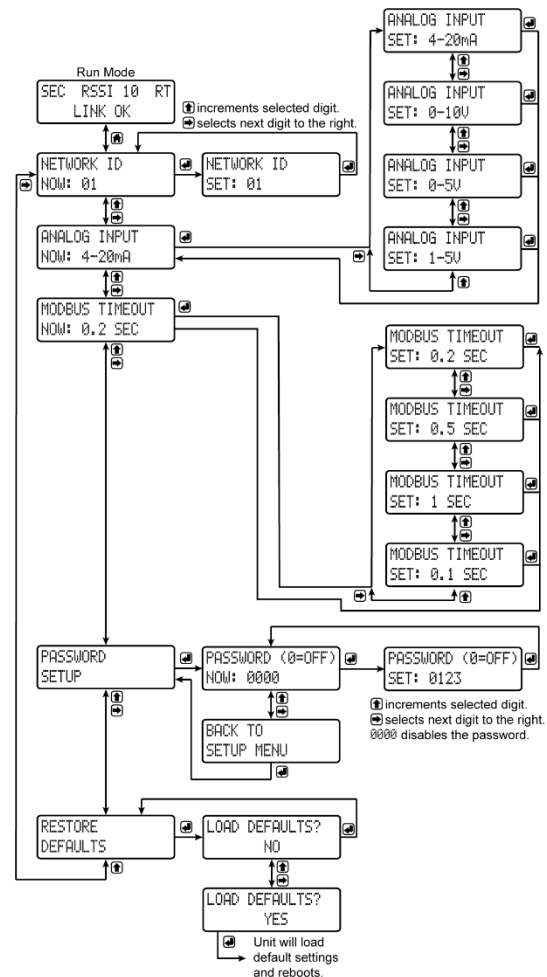 Run Mode
SEC RSSI 10 RT
LINK OK
increments selected digit.
selects next digit to the right.
NETWORK ID
NOW: 01
NETWORK ID
SET: 01
ANALOG INPUT
NOW: 4-20mA
ANALOG INPUT
SET: 4-20mA
ANALOG INPUT
SET: 0-10V
ANALOG INPUT
SET: 0-5V
ANALOG INPUT
SET: 1-5V
MODBUS TIMEOUT
NOW: 0.2 SEC
MODBUS TIMEOUT
SET: 0.2 SEC
MODBUS TIMEOUT
SET: 0.5 SEC
MODBUS TIMEOUT
SET: 1 SEC
MODBUS TIMEOUT
SET: 0.1 SEC
PASSWORD
SETUP
PASSWORD (0=OFF)
NOW: 0000
PASSWORD (0=OFF)
SET: 0123
increments selected digit.
selects next digit to the right.
0000 disables the password.
BACK TO
SETUP MENU
RESTORE
DEFAULTS
LOAD DEFAULTS?
NO
LOAD DEFAULTS?
YES
Unit will load
default settings
and reboots.